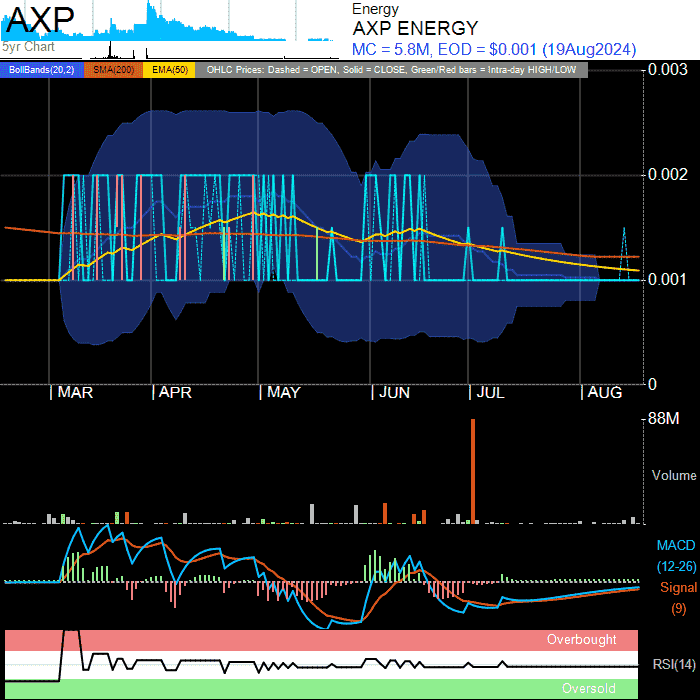 AXP
5yr Chart
Energy
AXP ENERGY
MC = 5.8M, EOD = $0.001 (19Aug2024)
BollBands(20,2) SMA(200) EMA(50) OHLC Prices: Dashed = OPEN, Solid = CLOSE, Green/Red bars = Intra-day HIGH/LOW
0.003
0.002
0.001
0
MAR APR MAY JUN JUL AUG
88M
Volume
MACD
(12-26)
Signal
(9)
Overbought
RSI(14)
Oversold